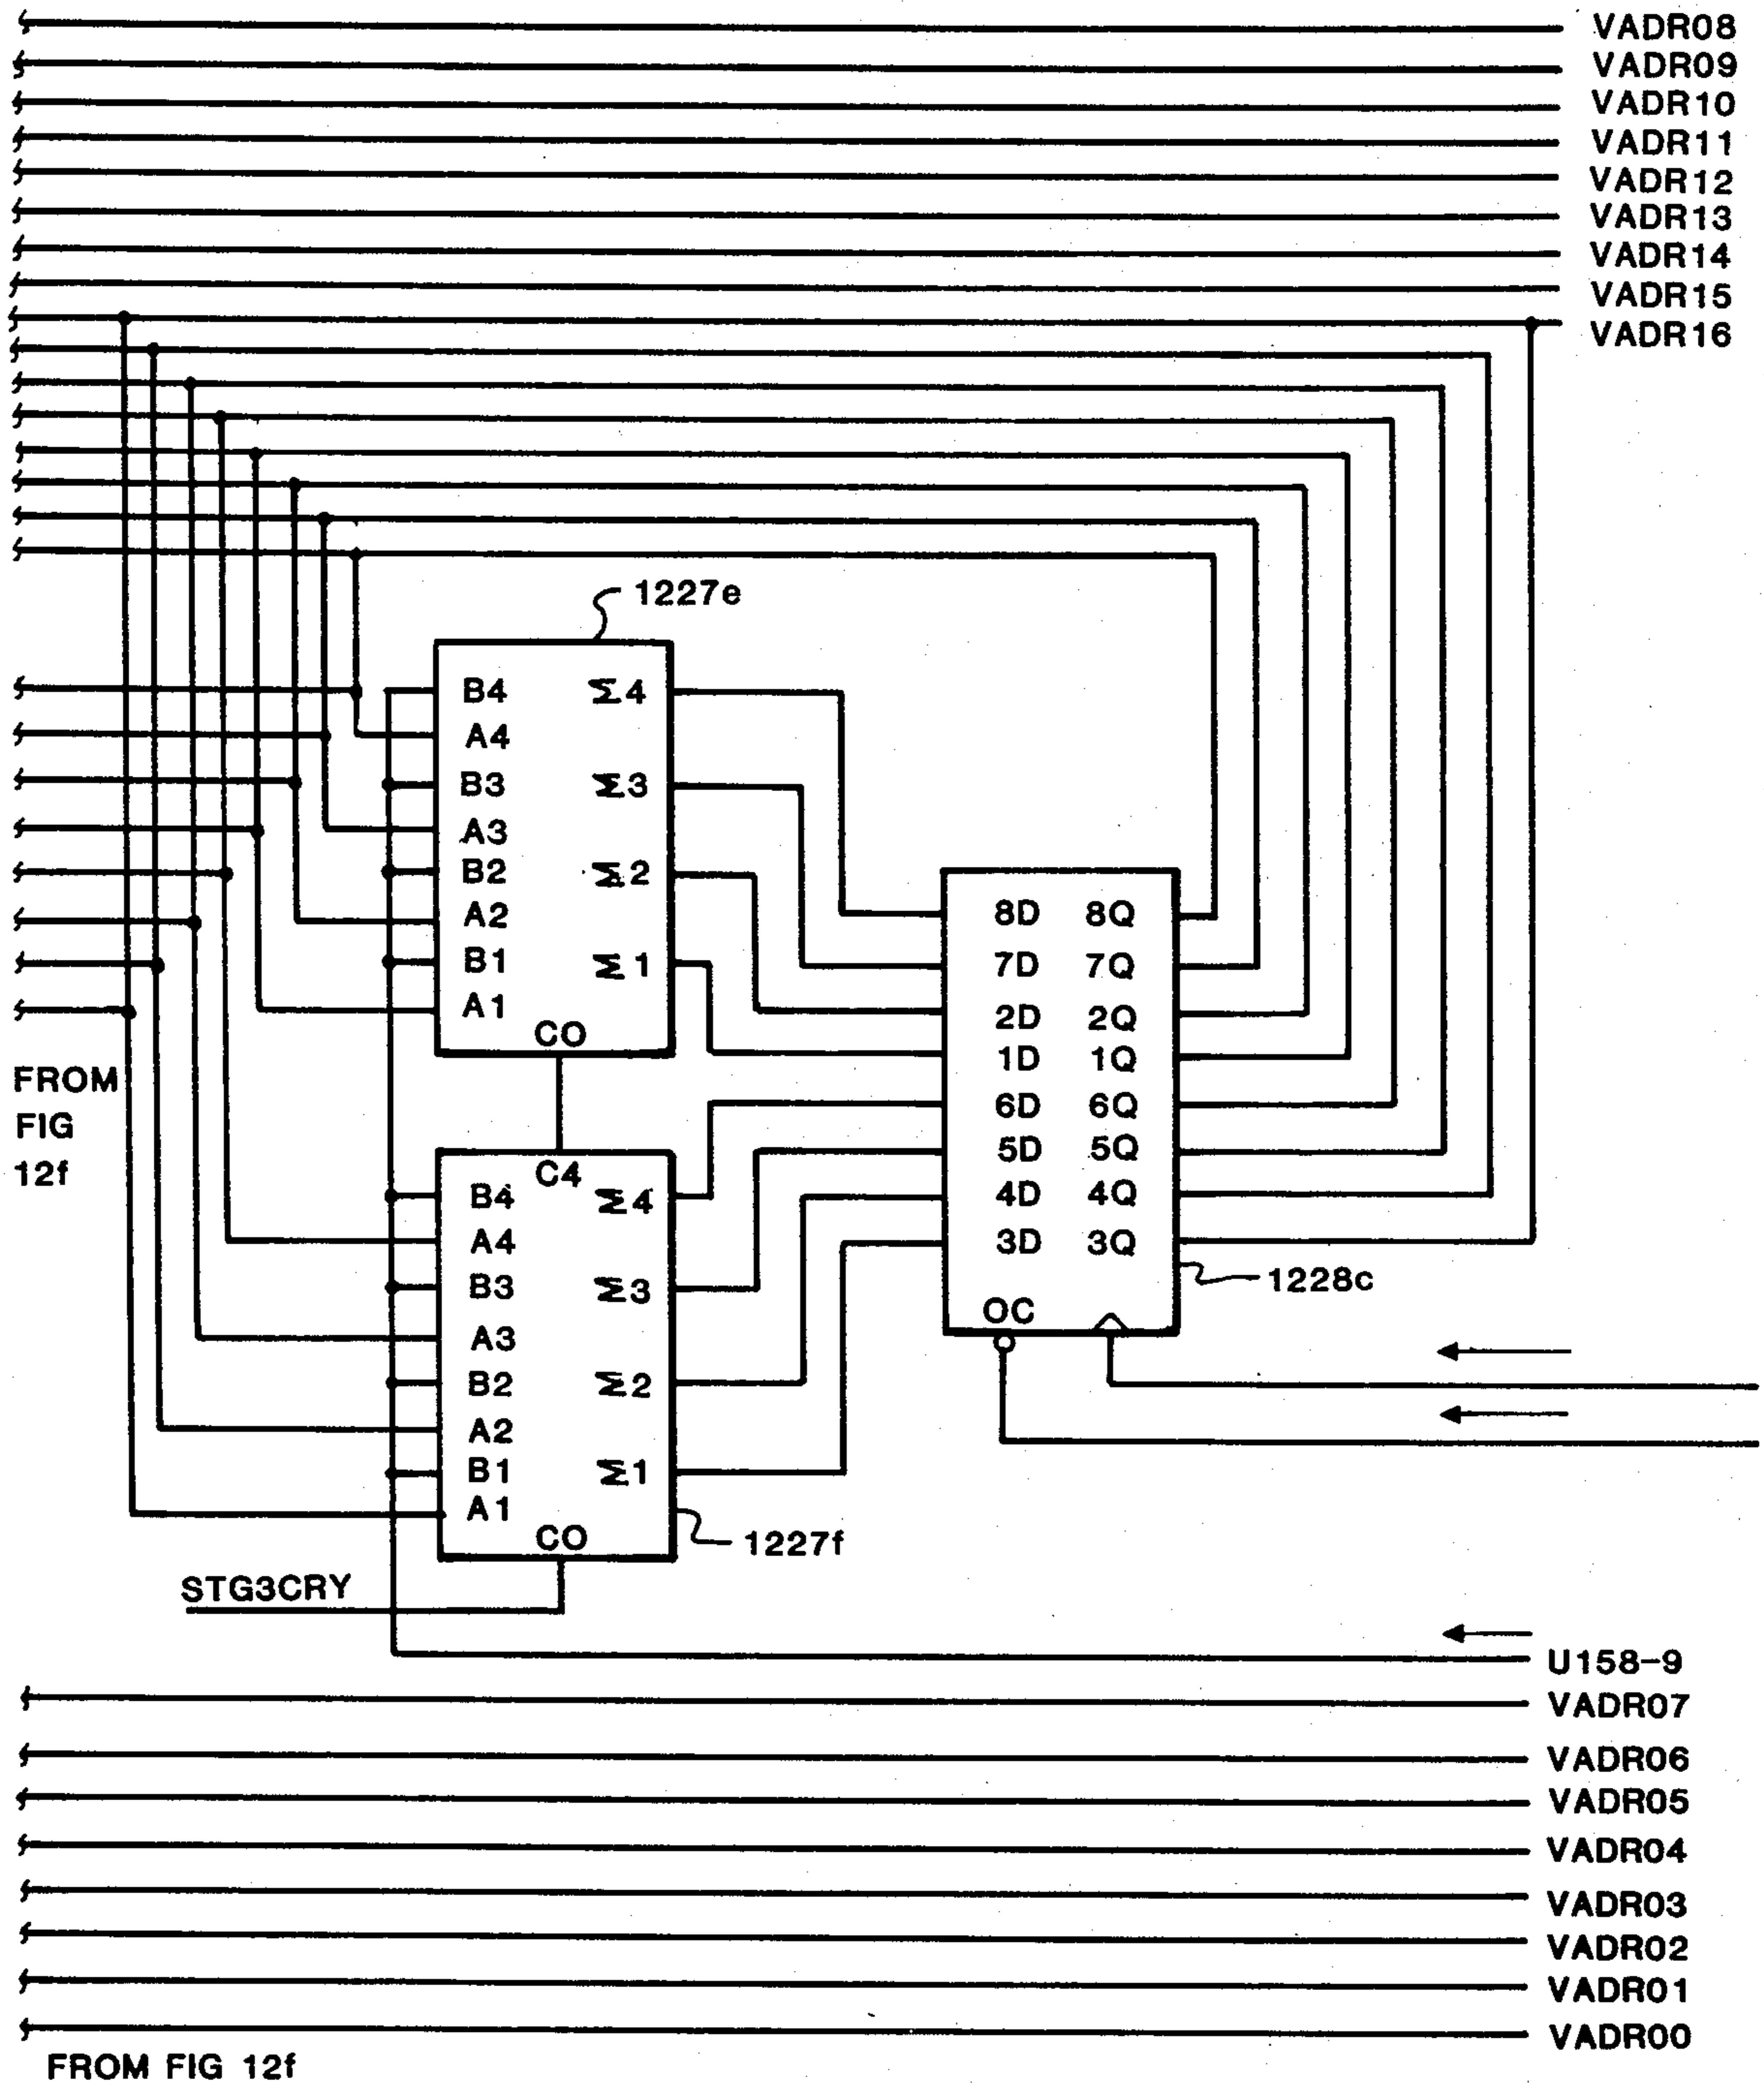 VADR08
VADR09
VADR10
VADR11
VADR12
VADR13
VADR14
VADR15
VADR16
1227e
B4 Σ4
A4
B3 Σ3
A3
B2 Σ2
A2
B1 Σ1
A1
CO
8D 8Q
7D 7Q
2D 2Q
1D 1Q
6D 6Q
5D 5Q
4D 4Q
3D 3Q
OC
1228c
FROM
FIG
12f
C4
B4 Σ4
A4
B3 Σ3
A3
B2 Σ2
A2
B1 Σ1
A1
CO
1227f
STG3CRY
U158-9
VADR07
VADR06
VADR05
VADR04
VADR03
VADR02
VADR01
VADR00
FROM FIG 12f